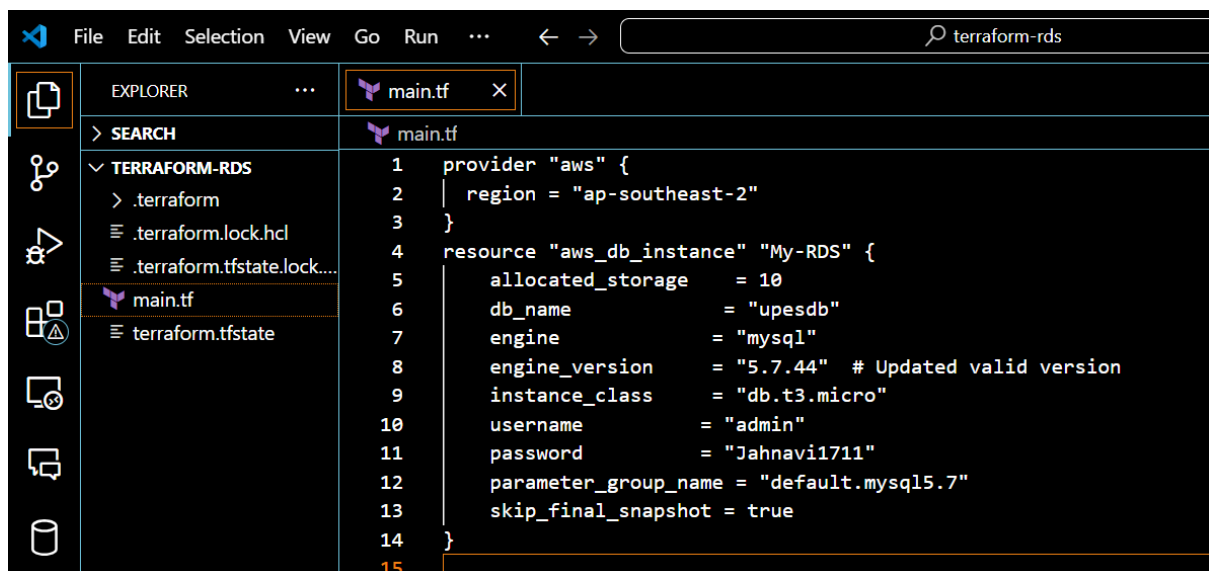 File Edit Selection View Go Run ··· ← → terraform-rds
EXPLORER ···
> SEARCH
TERRAFORM-RDS
> .terraform
.terraform.lock.hcl
.terraform.tfstate.lock....
main.tf
terraform.tfstate
main.tf ×
main.tf
1 provider "aws" {
2 region = "ap-southeast-2"
3 }
4 resource "aws_db_instance" "My-RDS" {
5 allocated_storage = 10
6 db_name = "upesdb"
7 engine = "mysql"
8 engine_version = "5.7.44" # Updated valid version
9 instance_class = "db.t3.micro"
10 username = "admin"
11 password = "Jahnavi1711"
12 parameter_group_name = "default.mysql5.7"
13 skip_final_snapshot = true
14 }
15